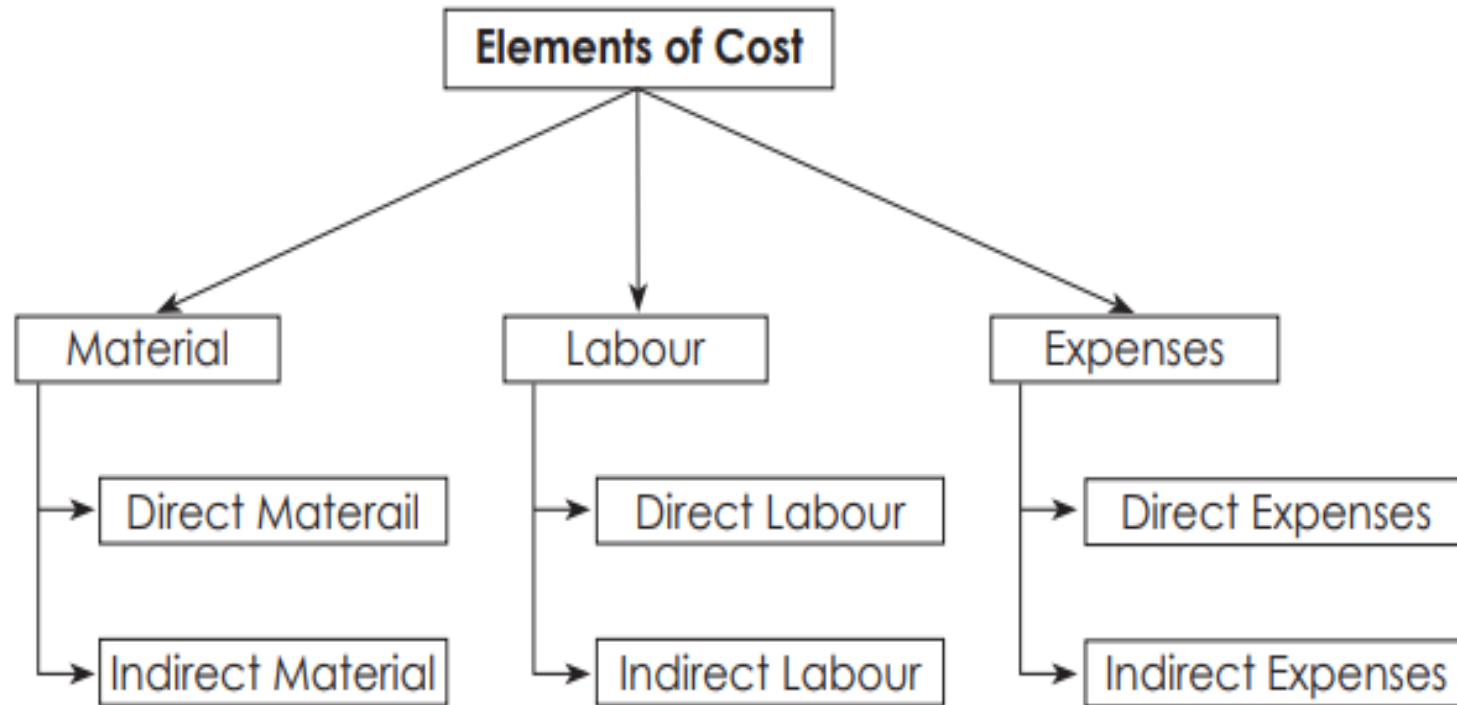 Elements of Cost
Material
Labour
Expenses
Direct Materail
Direct Labour
Direct Expenses
Indirect Material
Indirect Labour
Indirect Expenses